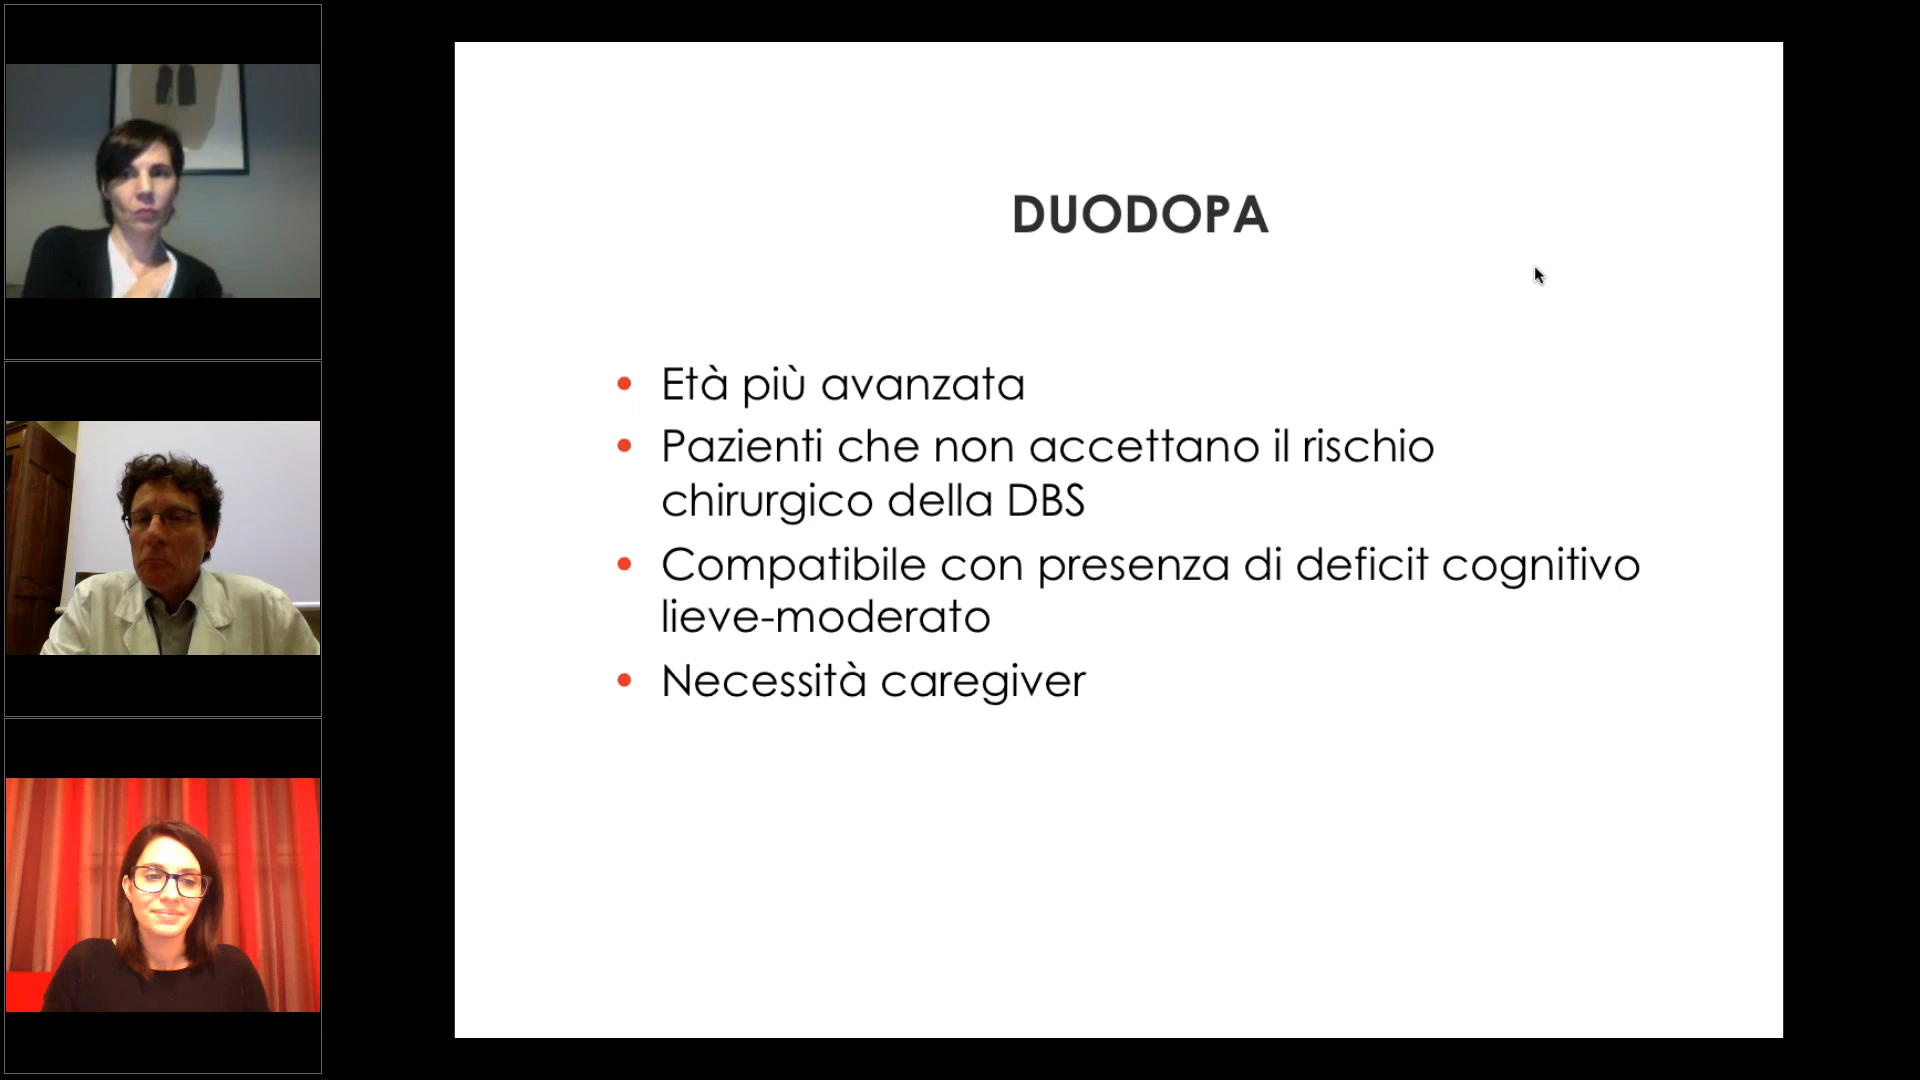 DUODOPA
• Età più avanzata
• Pazienti che non accettano il rischio
chirurgico della DBS
• Compatibile con presenza di deficit cognitivo
lieve-moderato
• Necessità caregiver